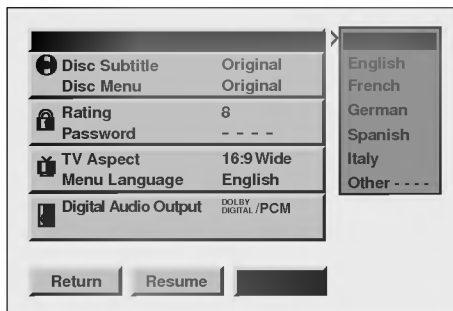 Disc Subtitle Original
Disc Menu Original
Rating 8
Password - - - -
TV Aspect 16:9 Wide
Menu Language English
Digital Audio Output DOLBY DIGITAL /PCM
English
French
German
Spanish
Italy
Other - - - -
Return Resume